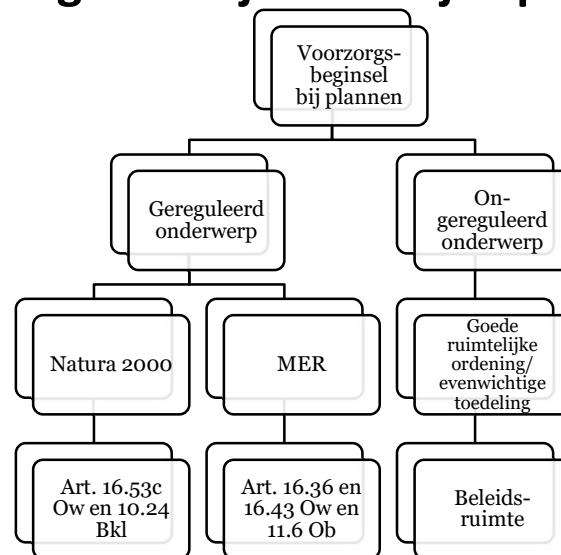 Voorzorgs-
beginsel
bij plannen
Gereguleerd
onderwerp
On-
gereguleerd
onderwerp
Natura 2000
MER
Goede
ruimtelijke
ordening/
evenwichtige
toedeling
Art. 16.53c
Ow en 10.24
Bkl
Art. 16.36 en
16.43 Ow en
11.6 Ob
Beleids-
ruimte